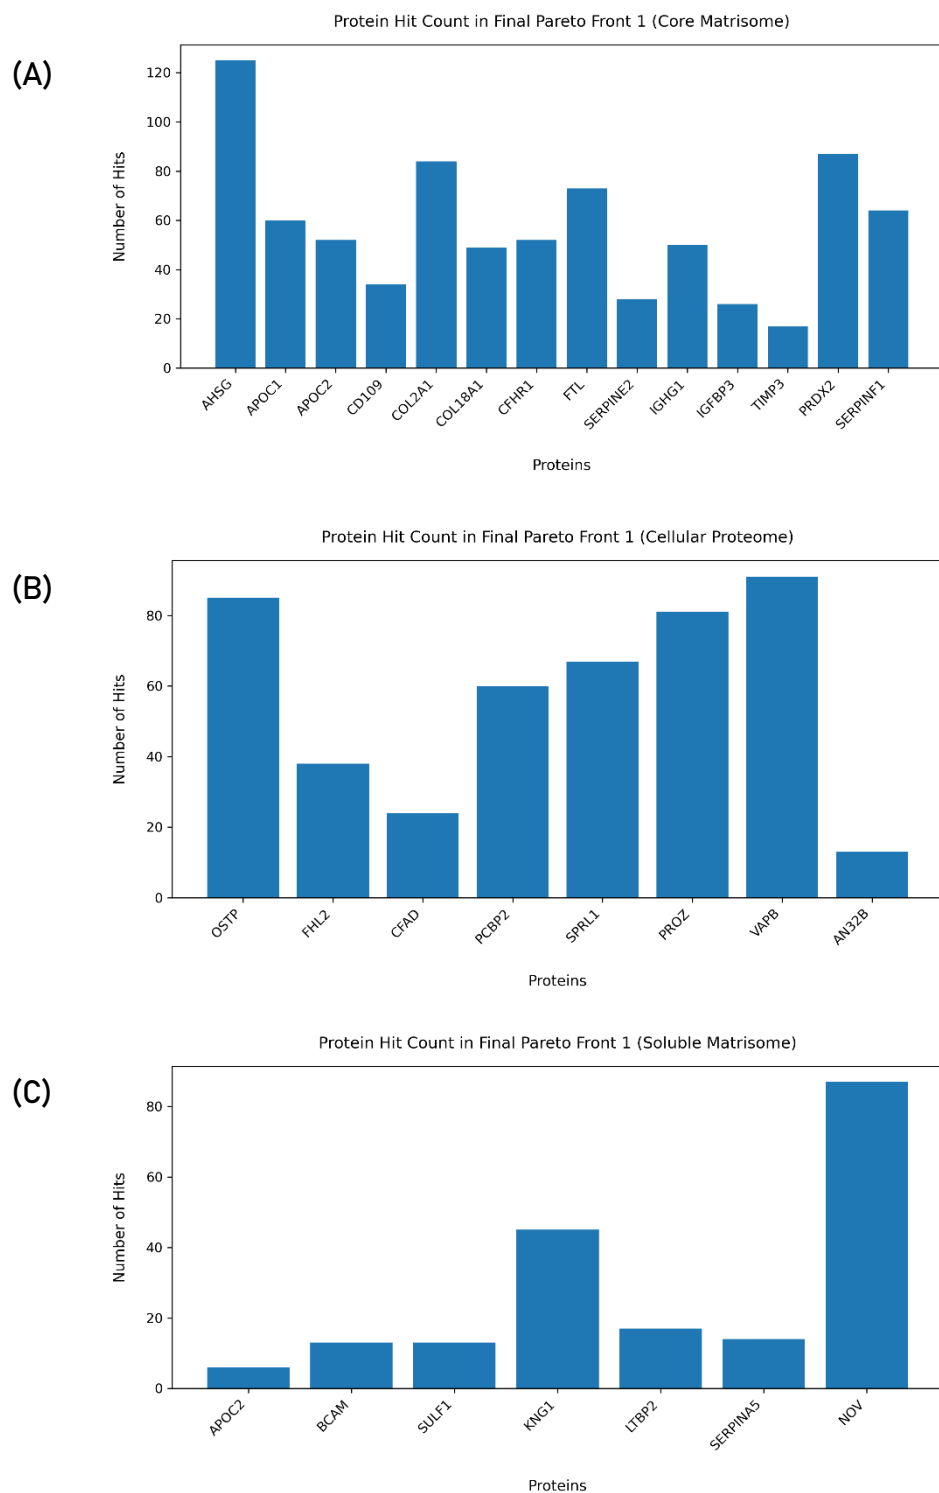 Protein Hit Count in Final Pareto Front 1 (Core Matrisome)
(A)
Number of Hits
120
100
80
60
40
20
0
AHSG
APOC1
APOC2
CD109
COL2A1
COL18A1
CFHR1
FTL
SERPINE2
IGHG1
IGFBP3
TIMP3
PRDX2
SERPINF1
Proteins
Protein Hit Count in Final Pareto Front 1 (Cellular Proteome)
(B)
Number of Hits
80
60
40
20
0
OSTP
FHL2
CFAD
PCBP2
SPRL1
PROZ
VAPB
AN32B
Proteins
Protein Hit Count in Final Pareto Front 1 (Soluble Matrisome)
(C)
Number of Hits
80
60
40
20
0
APOC2
BCAM
SULF1
KNG1
LTBP2
SERPINA5
NOV
Proteins